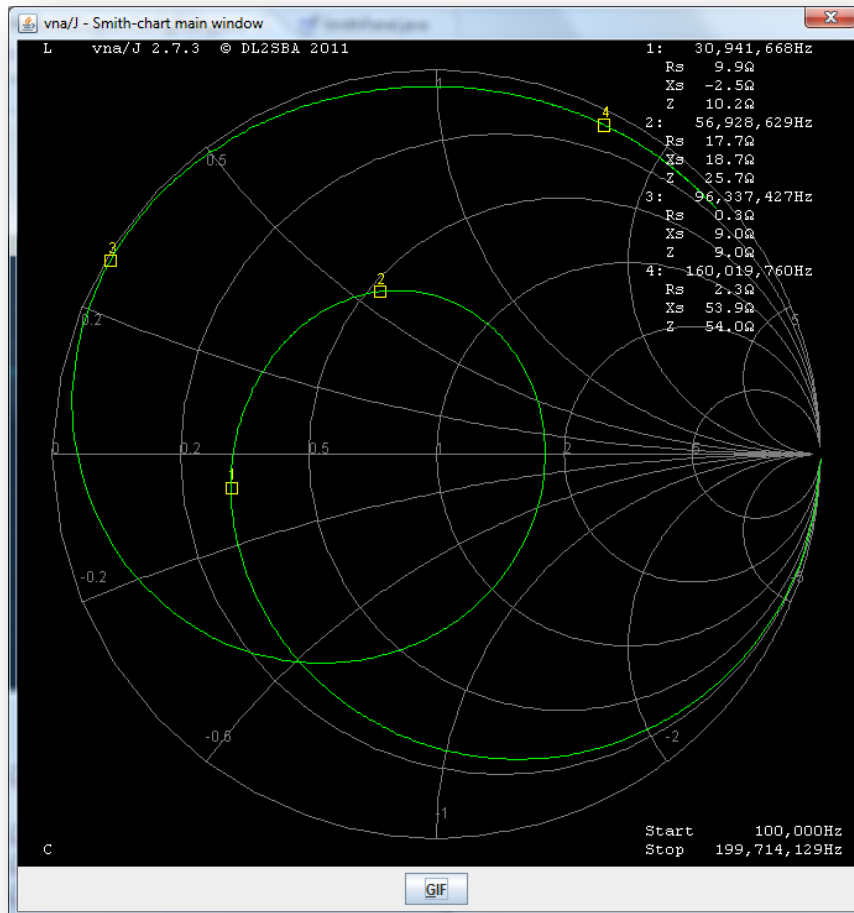 vna/J - Smith-chart main window
L vna/J 2.7.3 © DL2SBA 2011
1: 30,941,668Hz
Rs 9.9Ω
Xs -2.5Ω
Z 10.2Ω
2: 56,928,629Hz
Rs 17.7Ω
Xs 18.7Ω
Z 25.7Ω
3: 96,337,427Hz
Rs 0.3Ω
Xs 9.0Ω
Z 9.0Ω
4: 160,019,760Hz
Rs 2.3Ω
Xs 53.9Ω
Z 54.0Ω
1
4
0.5
3
2
0.2
5
0 0.2 0.5 1 2 5
1
-0.2
-5
-0.5
-2
-1
Start 100,000Hz
C
Stop 199,714,129Hz
GIF